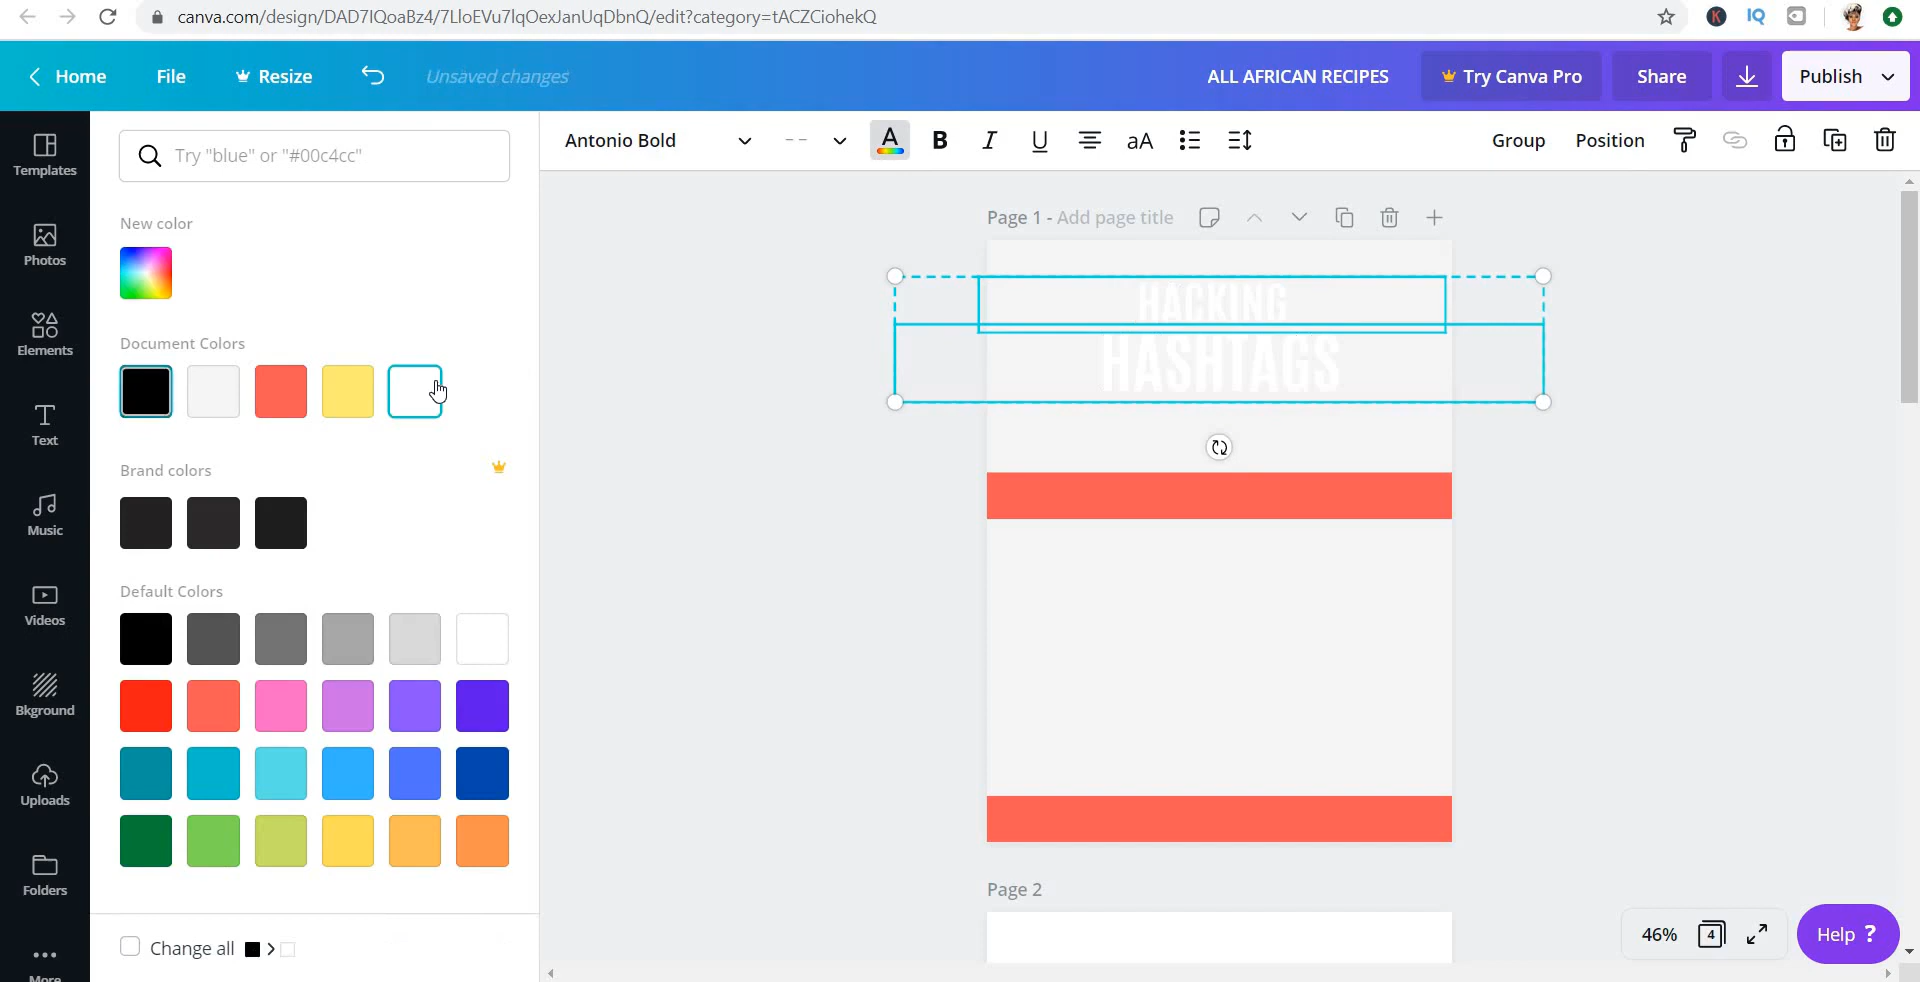 canva.com/design/DAD7IQoaBz4/7LloEVu7lqOexJanUqDbnQ/edit?category=tACZCiohekQ
K IQ
Home File Resize Unsaved changes ALL AFRICAN RECIPES Try Canva Pro Share Publish
Templates
Photos
Elements
Text
Music
Videos
Bkground
Uploads
Folders
More
Try "blue" or "#00c4cc"
New color
Document Colors
Brand colors
Default Colors
Change all
Antonio Bold -- A B I U aA Group Position
Page 1 - Add page title
HACKING
HASHTAGS
Page 2
46% 4 Help ?